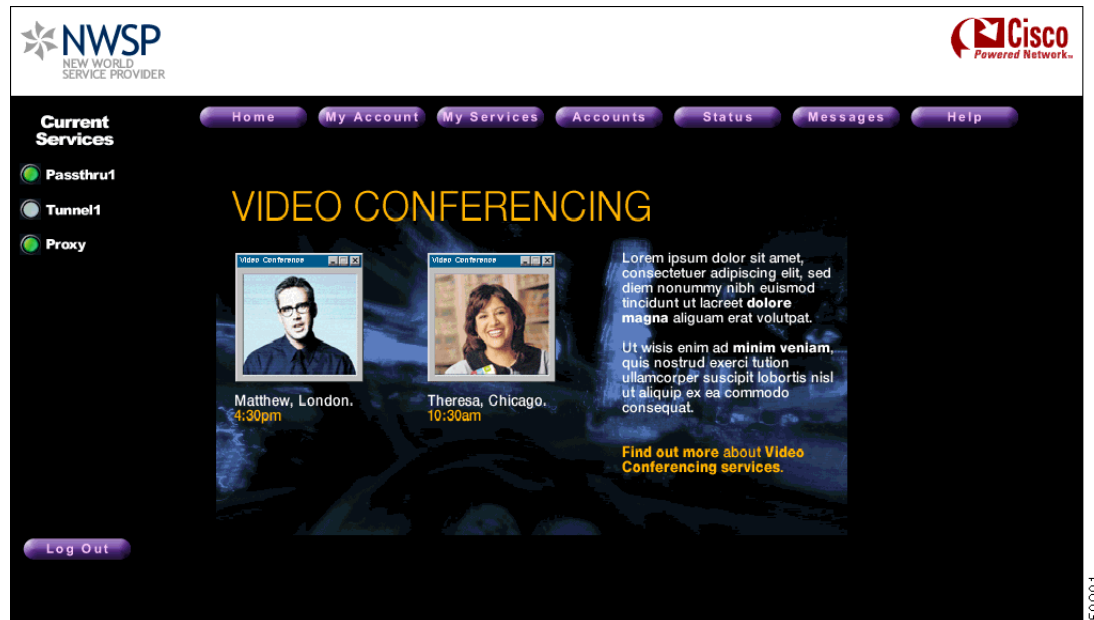 NWSP
NEW WORLD
SERVICE PROVIDER
Cisco
Powered Network
Current
Services
Home
My Account
My Services
Accounts
Status
Messages
Help
Passthru1
Tunnel1
Proxy
VIDEO CONFERENCING
Video Conference
Video Conference
Matthew, London.
4:30pm
Theresa, Chicago.
10:30am
Lorem ipsum dolor sit amet,
consectetuer adipiscing elit, sed
diem nonummy nibh euismod
tincidunt ut lacreet dolore
magna aliguam erat volutpat.
Ut wisis enim ad minim veniam,
quis nostrud exerci tution
ullamcorper suscipit lobortis nisl
ut aliquip ex ea commodo
consequat.
Find out more about Video
Conferencing services.
Log Out